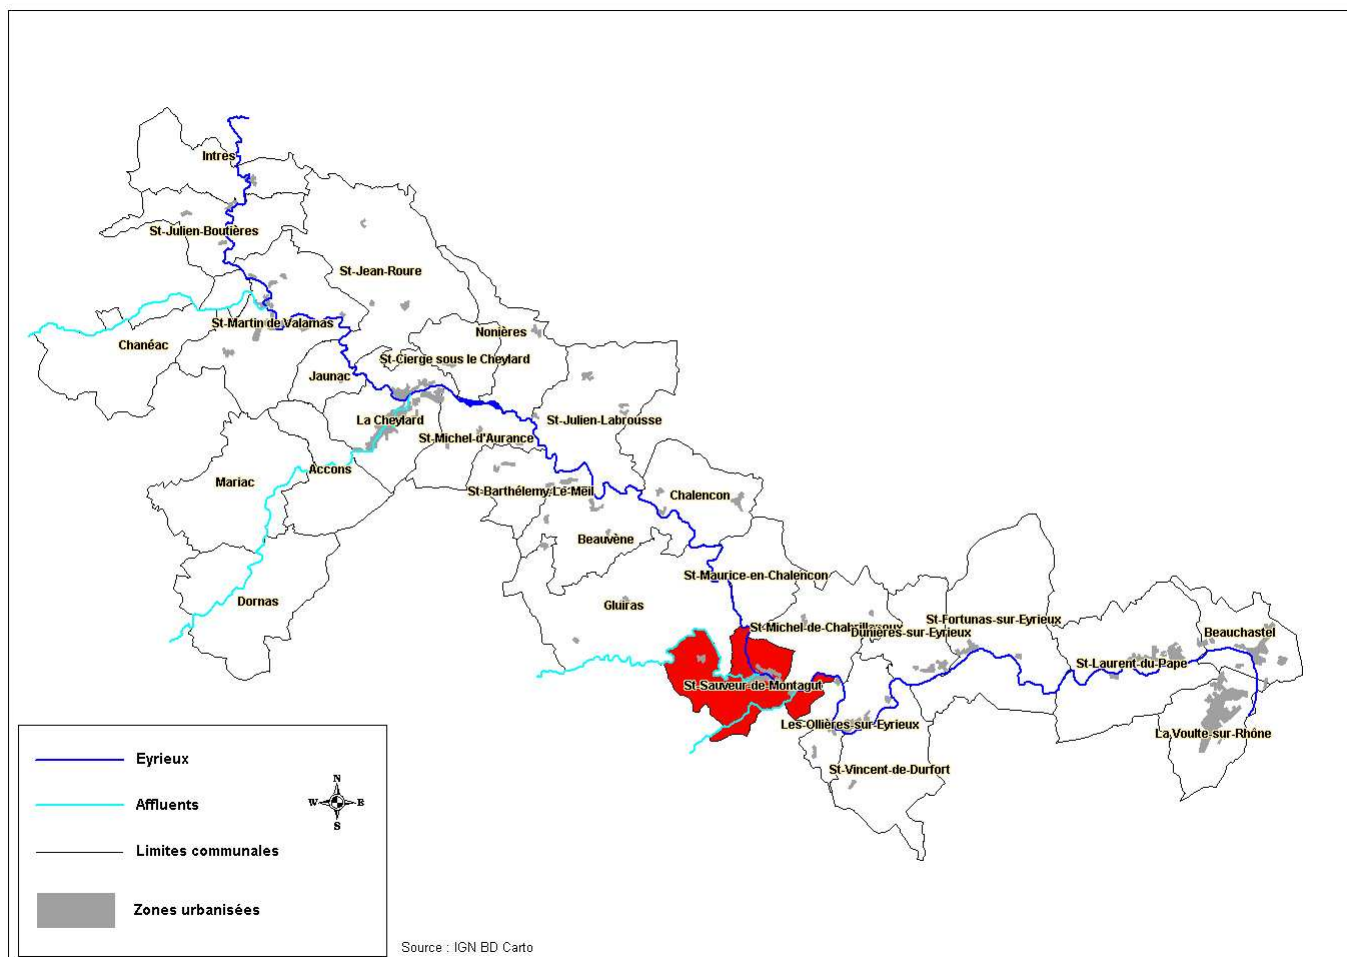 Intres
St-Julien-Boutières
St-Jean-Roure
St-Martin de Valamas
Nonières
Chanéac
St-Cierge sous le Cheylard
Jaunac
La Cheylard
St-Julien-Labrousse
St-Michel-d'Aurance
Accons
Mariac
St-Barthélemy-Le-Meil
Chalencon
Beauvène
St-Maurice-en-Chalencon
Dornas
Gluiras
St-Fortunas-sur-Eyrieux
St-Michel-de-Chabrillasoux
Dunières-sur-Eyrieux
Beauchastel
St-Laurent-du-Pape
St-Sauveur-de-Montagut
Les-Ollières-sur-Eyrieux
La Voulte-sur-Rhône
St-Vincent-de-Durfort
Eyrieux
N
W E
S
Affluents
Limites communales
Zones urbanisées
Source : IGN BD Carto